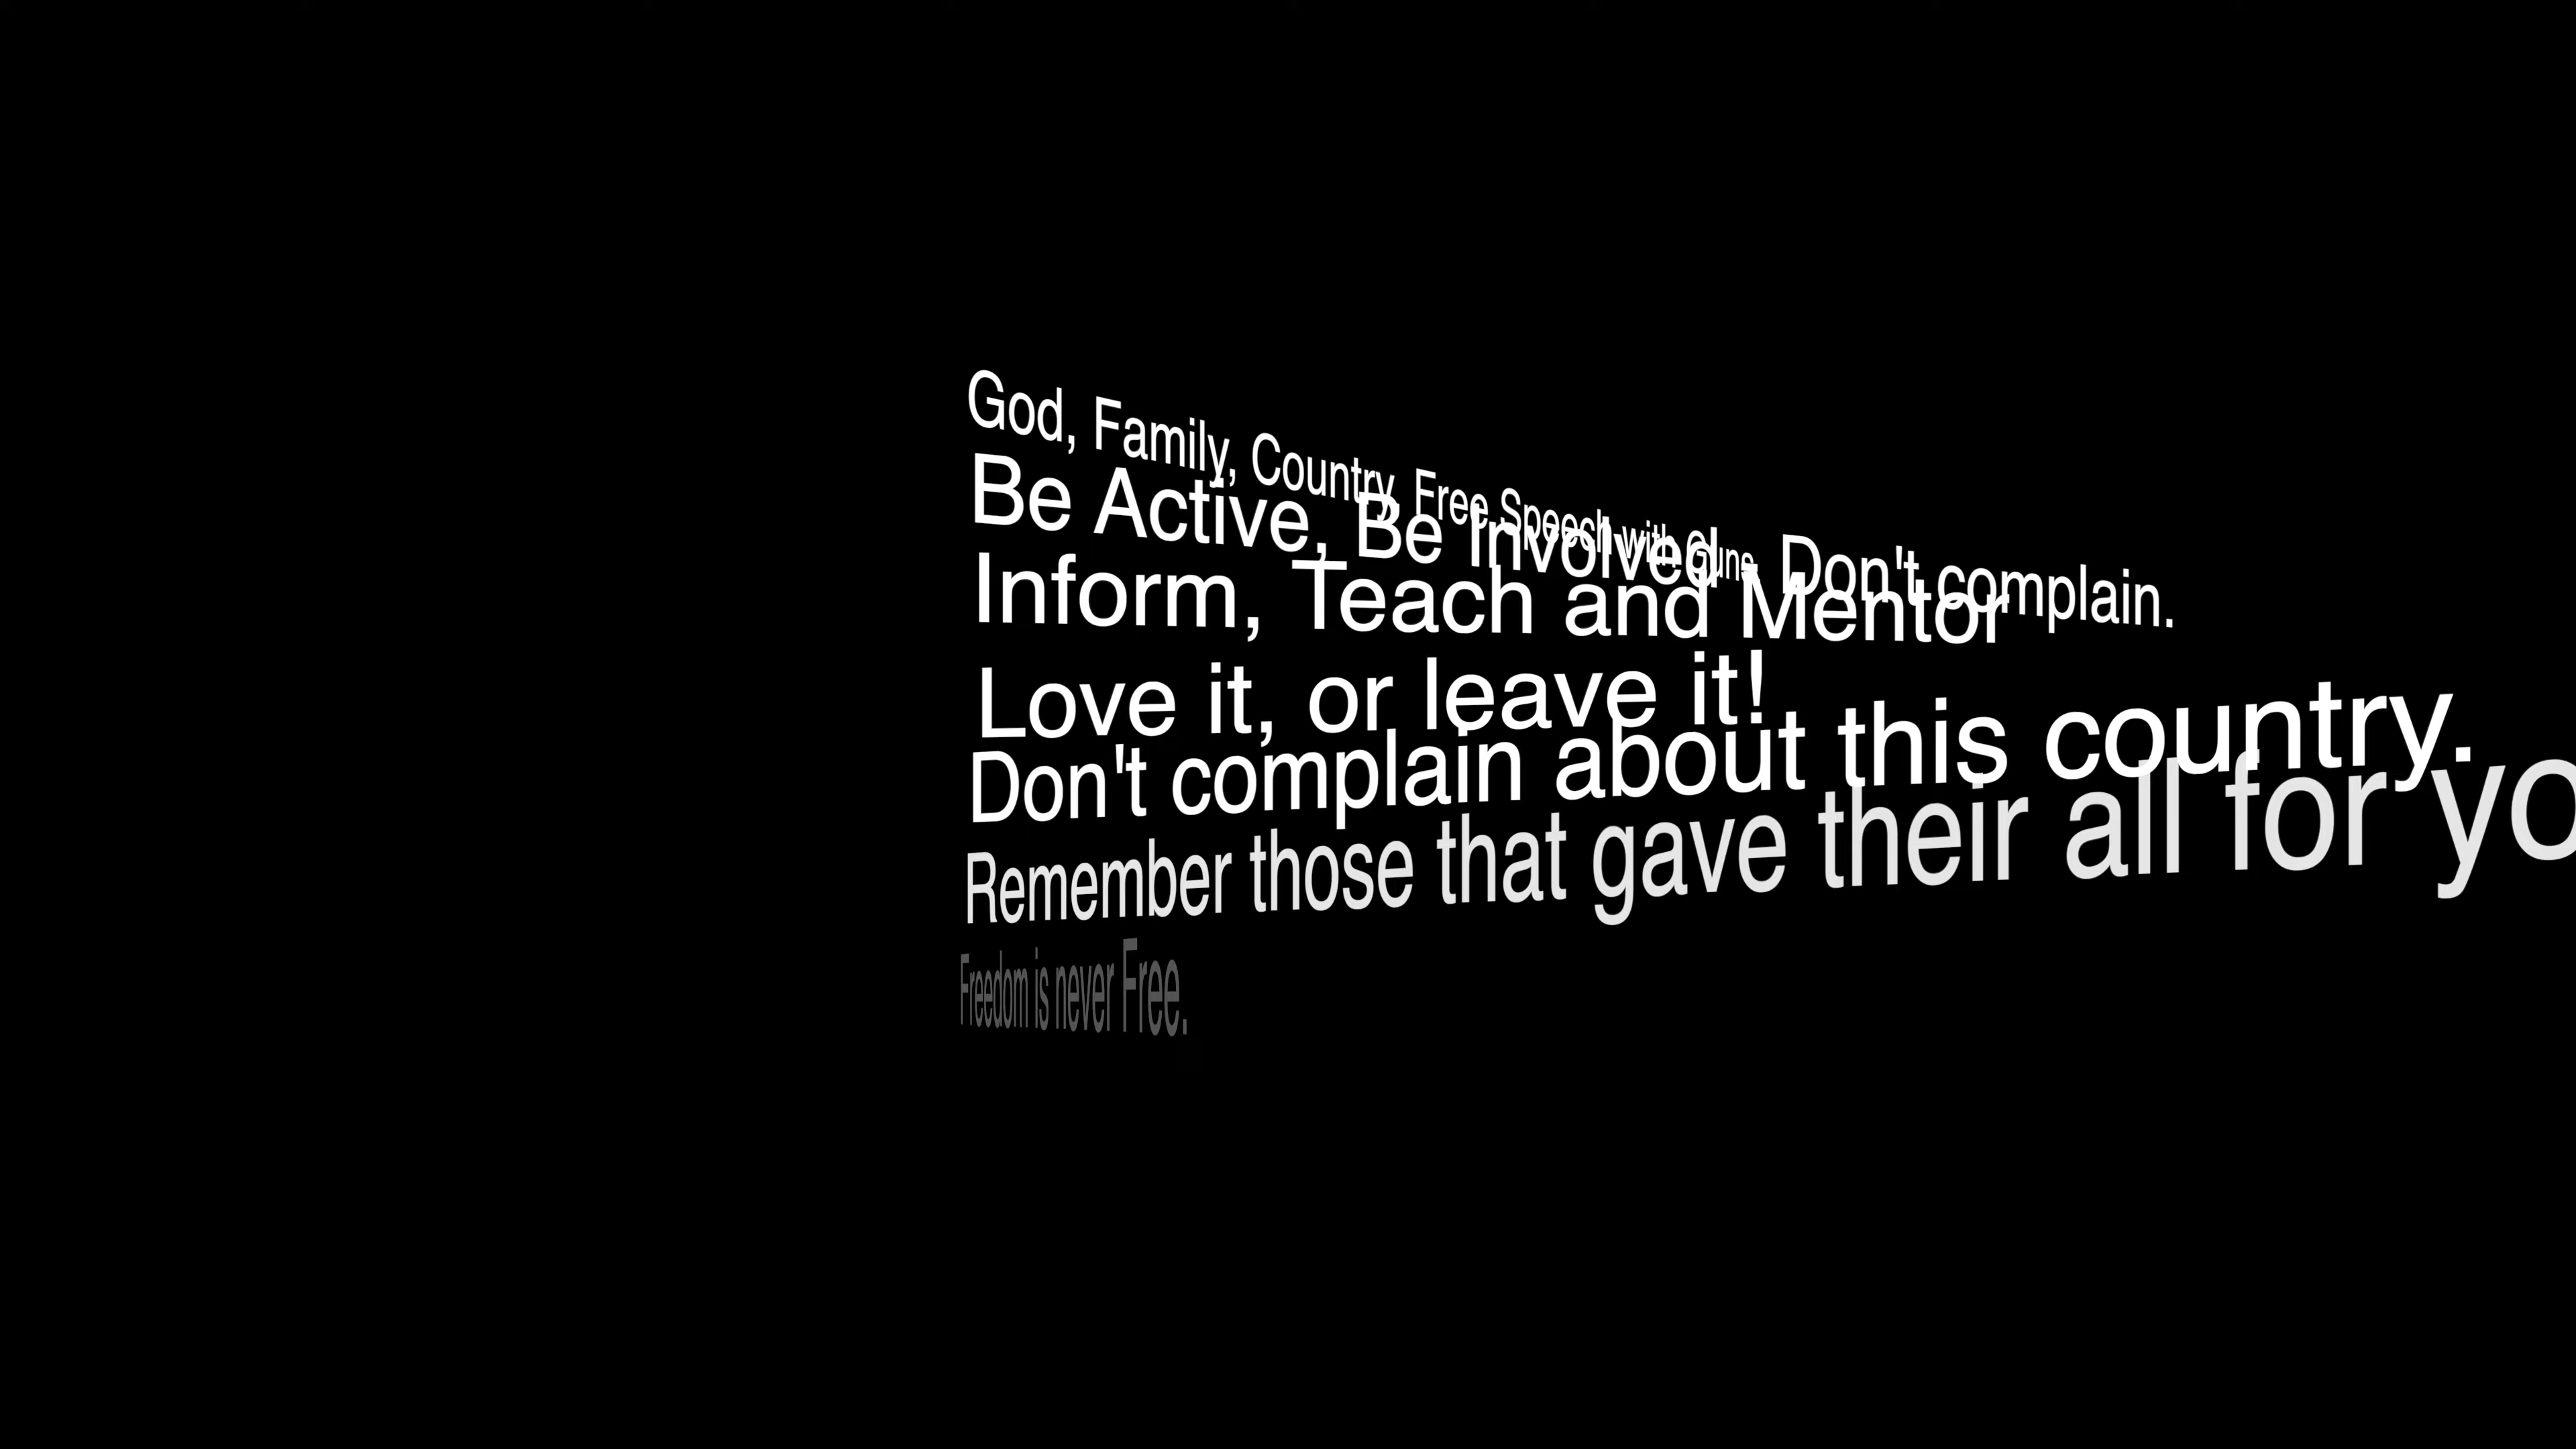 God, Family, Country, Free Speech with Guns.
Be Active, Be Involved. Don't complain.
Inform, Teach and Mentor
Love it, or leave it!
Don't complain about this country.
Remember those that gave their all for yo
Freedom is never Free.